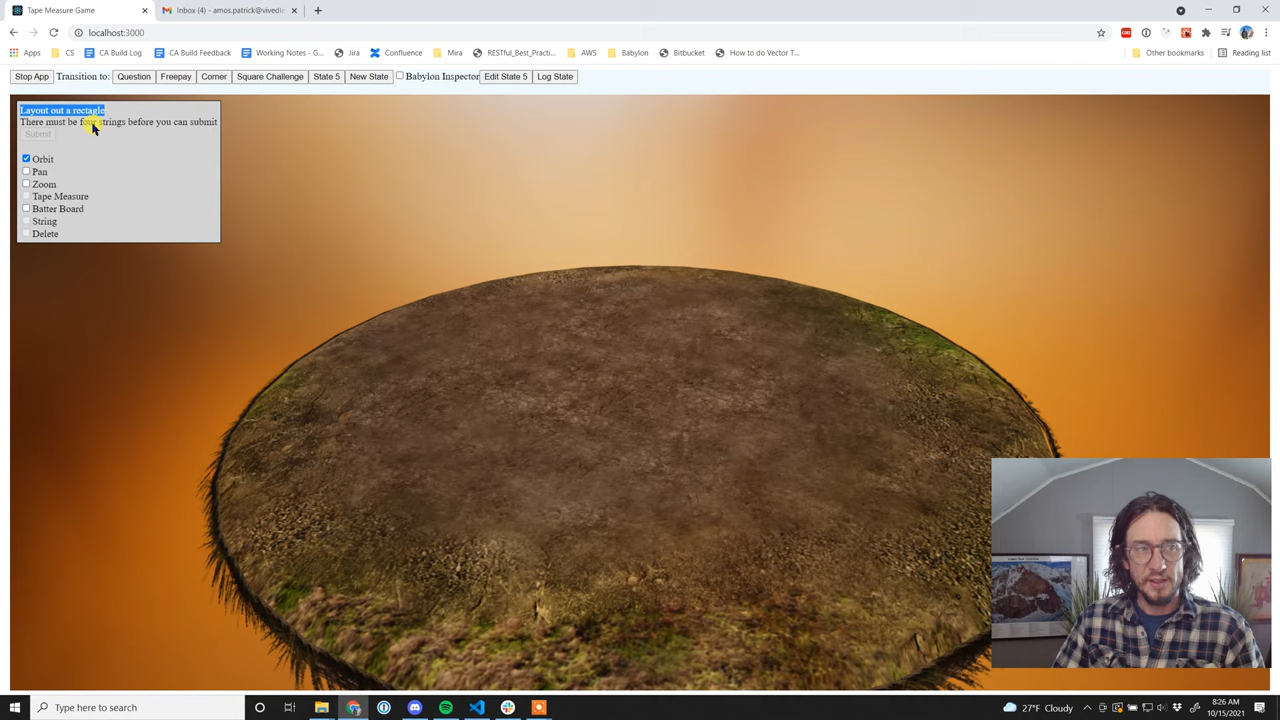 Tape Measure Game
Inbox (4) - amos.patrick@vivedle
localhost:3000
Apps
CS
CA Build Log
CA Build Feedback
Working Notes - G...
Jira
Confluence
Mira
RESTful_Best_Practi...
AWS
Babylon
Bitbucket
How to do Vector T...
Other bookmarks
Reading list
Stop App Transition to: Question Freepay Corner Square Challenge State 5 New State Babylon Inspector Edit State 5 Log State
Layout out a rectagle
There must be four strings before you can submit
Submit
Orbit
Pan
Zoom
Tape Measure
Batter Board
String
Delete
Type here to search
27°F Cloudy
8:26 AM
10/15/2021